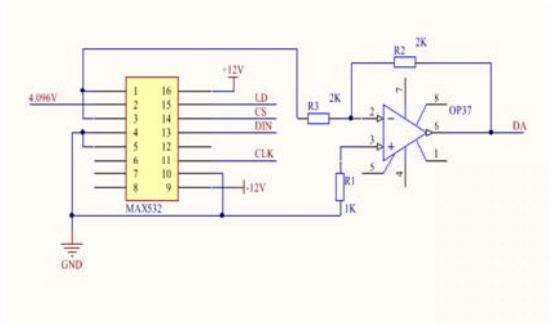 R2
2K
+12V
7
1
16
2K
8
4.096V
2
15
LD
R3
2
-
OP37
3
14
CS
6
DA
4
13
DIN
3
+
5
12
6
11
CLK
5
4
1
7
10
R1
8
9
-12V
MAX532
1K
GND